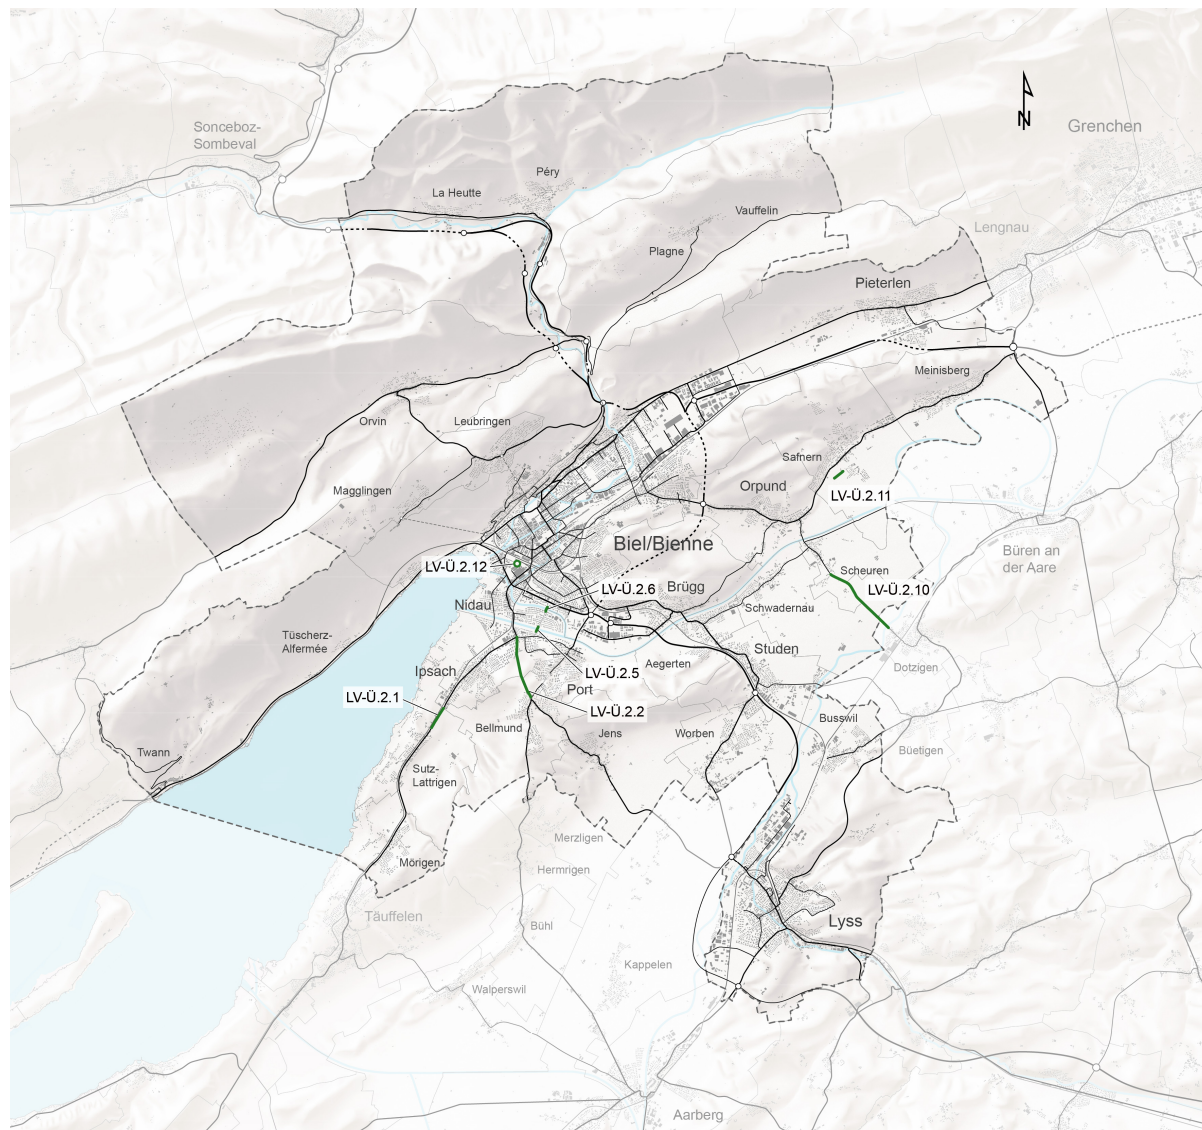 N
Grenchen
Sonceboz-
Sombeval
Péry
La Heutte
Vauffelin
Lengnau
Plagne
Pieterlen
Meinisberg
Orvin
Leubringen
Safnern
Magglingen
Orpund
LV-Ü.2.11
Biel/Bienne
Büren an
der Aare
LV-Ü.2.12
Scheuren
LV-Ü.2.6
Brügg
LV-Ü.2.10
Nidau
Schwadernau
Tüscherz-
Alfermée
Studen
Aegerten
Dotzigen
Ipsach
LV-Ü.2.5
Port
LV-Ü.2.1
LV-Ü.2.2
Busswil
Bellmund
Jens
Worben
Twann
Büetigen
Sutz-
Lattrigen
Merzligen
Mörigen
Hermrigen
Täuffelen
Bühl
Lyss
Kappelen
Walperswil
Aarberg